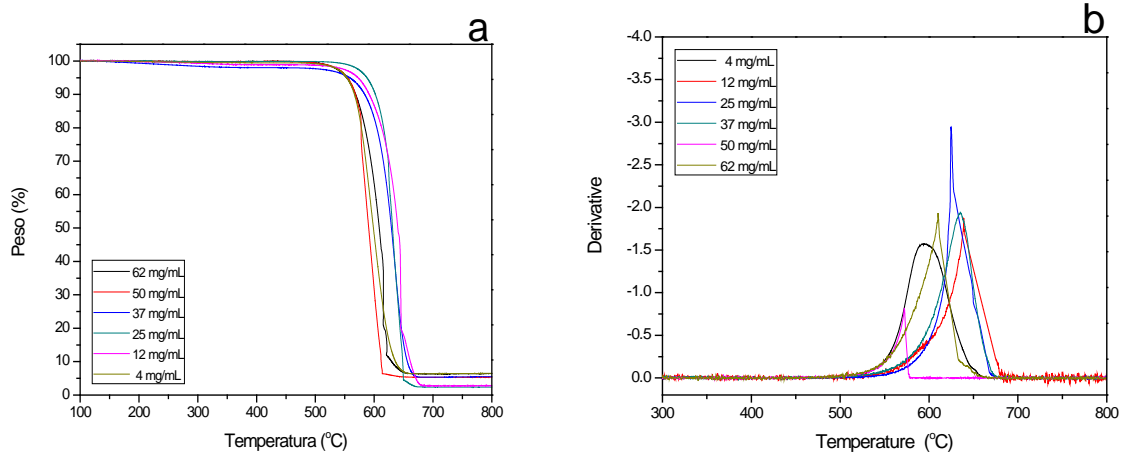 a
100
90
80
70
60
50
40
30
20
10
0
Peso (%)
62 mg/mL
50 mg/mL
37 mg/mL
25 mg/mL
12 mg/mL
4 mg/mL
100 200 300 400 500 600 700 800
Temperatura (°C)
b
-4.0
-3.5
-3.0
-2.5
-2.0
-1.5
-1.0
-0.5
0.0
Derivative
4 mg/mL
12 mg/mL
25 mg/mL
37 mg/mL
50 mg/mL
62 mg/mL
300 400 500 600 700 800
Temperature (°C)